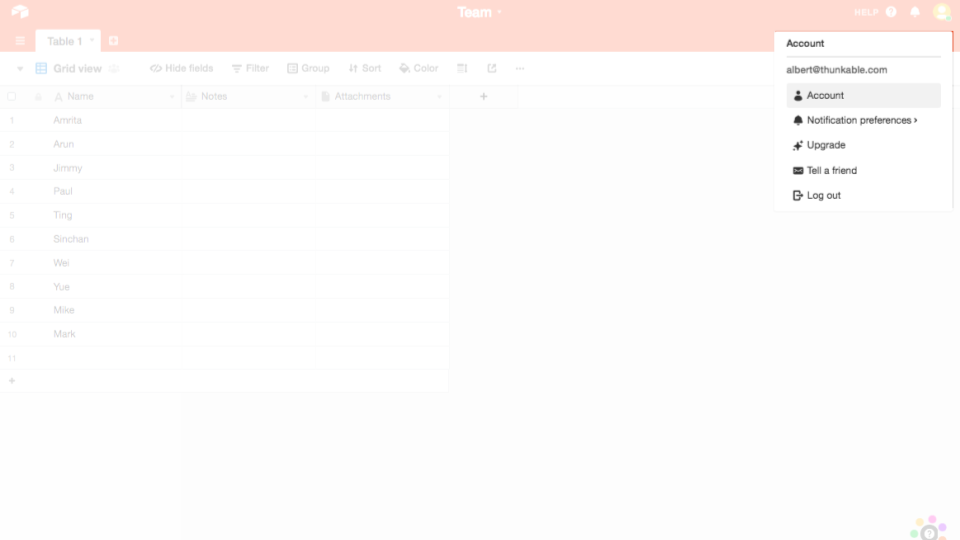 Team
HELP
Table 1
Grid view
Hide fields
Filter
Group
Sort
Color
Name
Notes
Attachments
1 Amrita
2 Arun
3 Jimmy
4 Paul
5 Ting
6 Sinchan
7 Wei
8 Yue
9 Mike
10 Mark
11
Account
albert@thunkable.com
Account
Notification preferences ›
Upgrade
Tell a friend
Log out